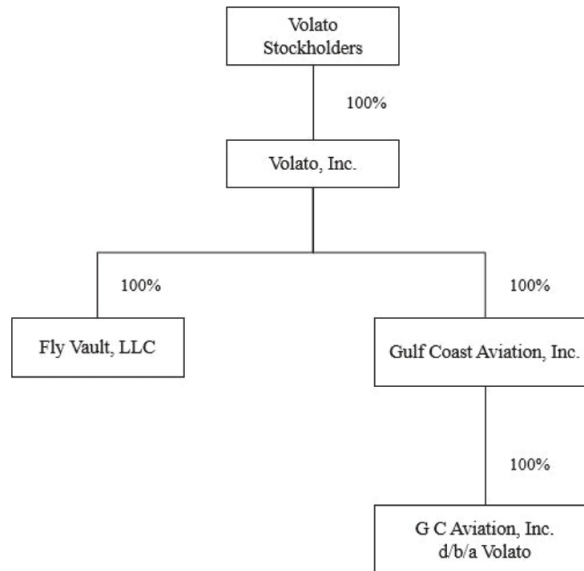 Volato
Stockholders
100%
Volato, Inc.
100%
100%
Fly Vault, LLC
Gulf Coast Aviation, Inc.
100%
G C Aviation, Inc.
d/b/a Volato